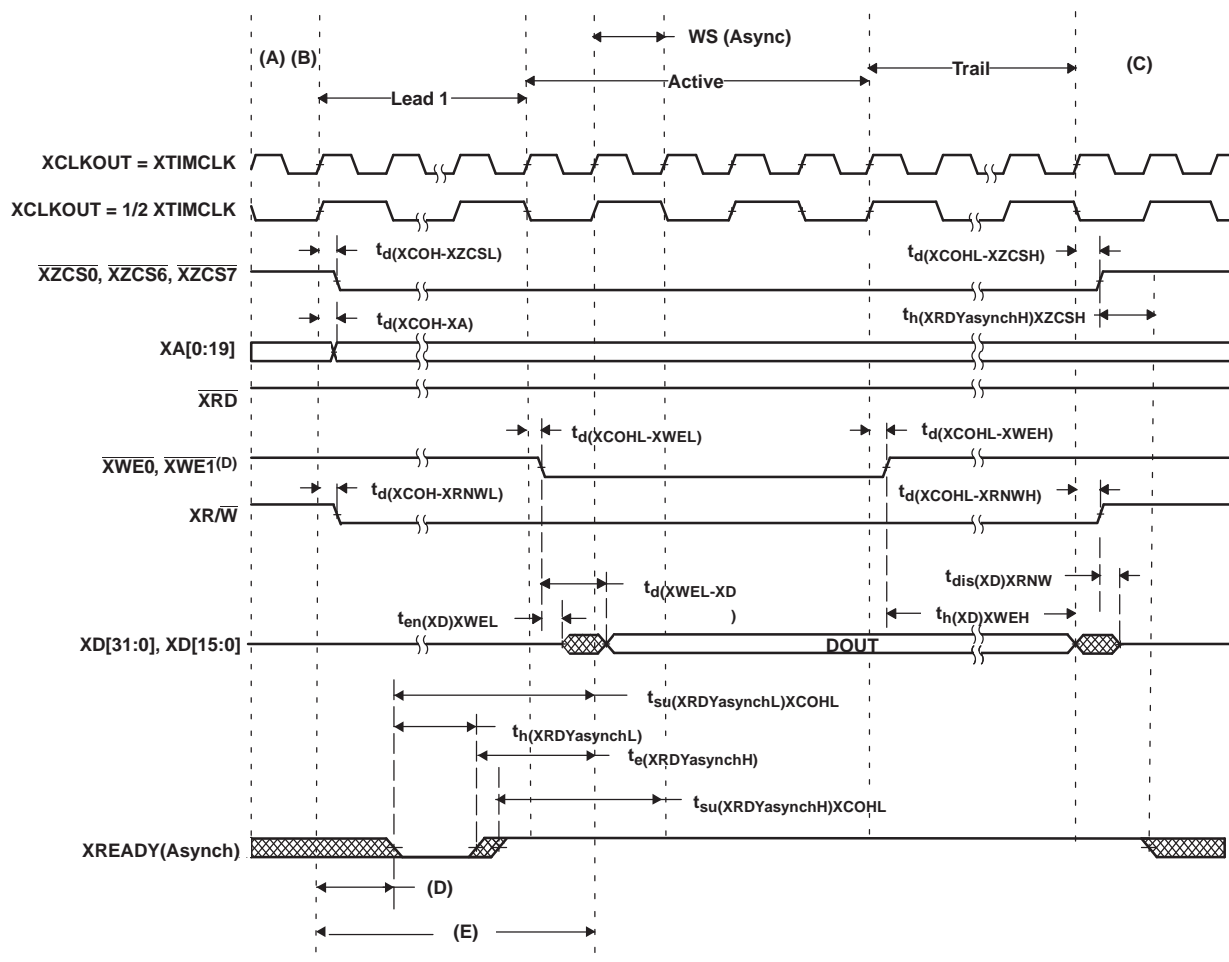 WS (Async)
(A) (B)
Trail
(C)
Active
Lead 1
XCLKOUT = XTIMCLK
XCLKOUT = 1/2 XTIMCLK
td(XCOH-XZCSL)
td(XCOHL-XZCSH)
XZCS0, XZCS6, XZCS7
td(XCOH-XA)
th(XRDYasynchH)XZCSH
XA[0:19]
XRD
td(XCOHL-XWEL)
td(XCOHL-XWEH)
XWE0, XWE1(D)
td(XCOH-XRNWL)
td(XCOHL-XRNWH)
XR/W
tdis(XD)XRNW
td(XWEL-XD
)
ten(XD)XWEL
th(XD)XWEH
XD[31:0], XD[15:0]
DOUT
tsu(XRDYasynchL)XCOHL
th(XRDYasynchL)
te(XRDYasynchH)
tsu(XRDYasynchH)XCOHL
XREADY(Asynch)
(D)
(E)